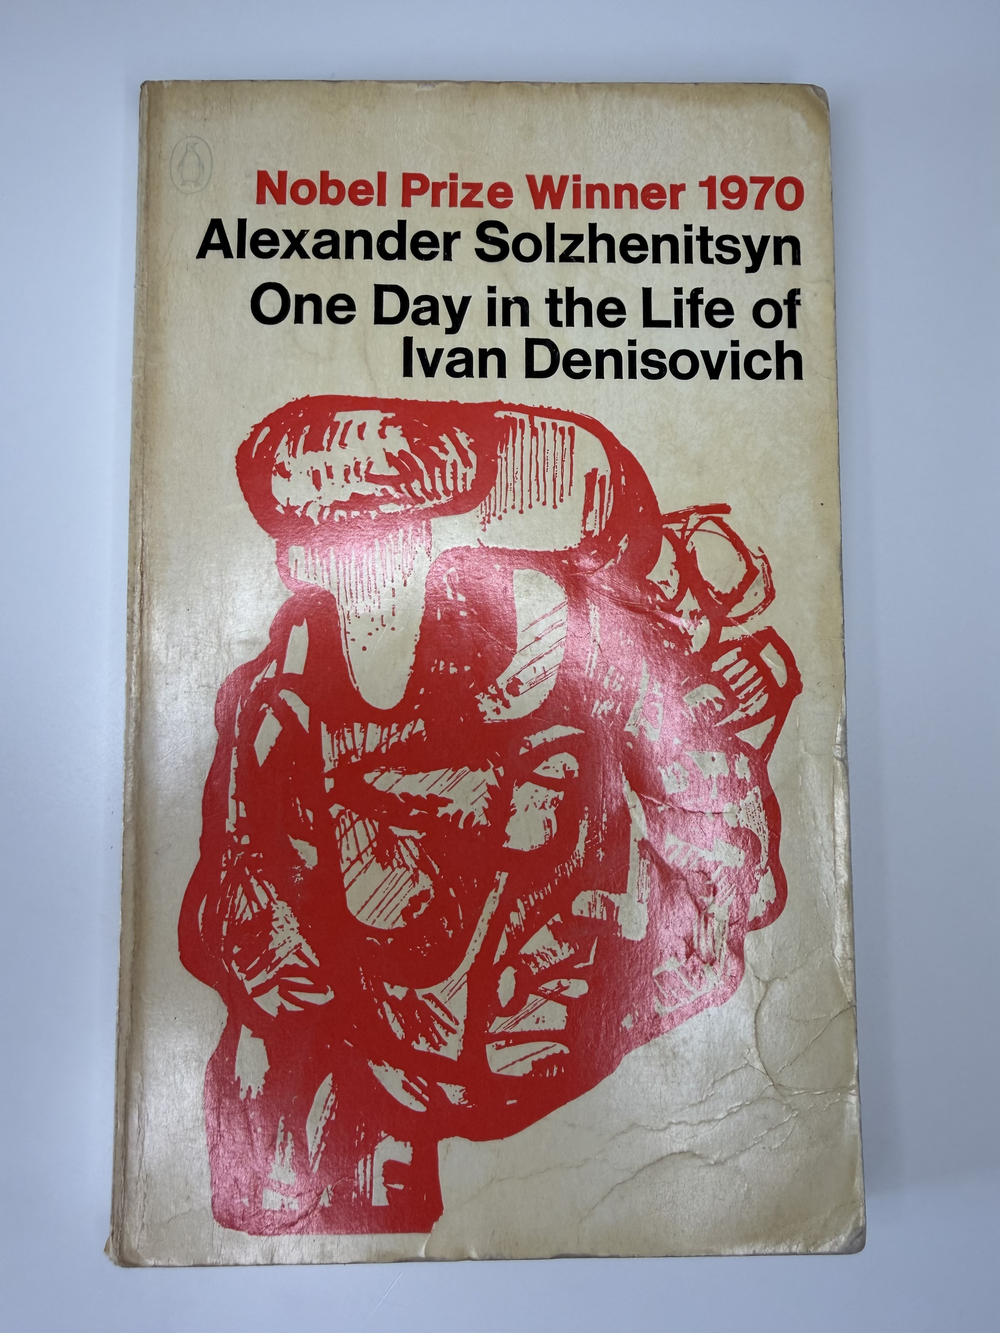 Nobel Prize Winner 1970
Alexander Solzhenitsyn
One Day in the Life of
Ivan Denisovich